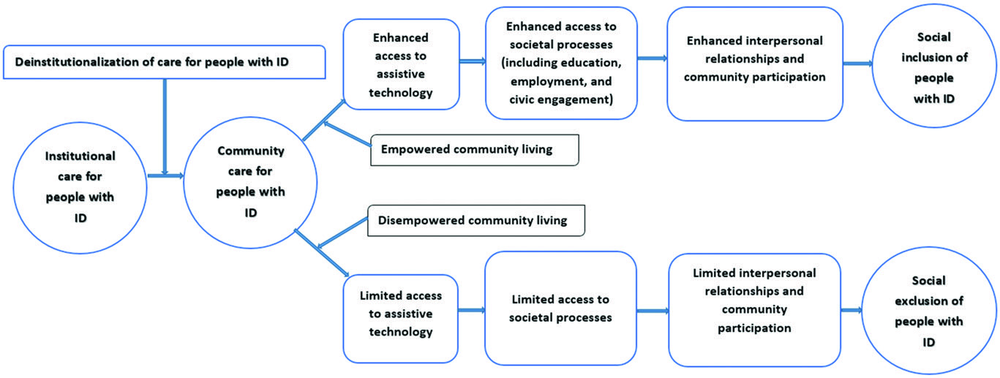 Deinstitutionalization of care for people with ID
Institutional
care for
people with
ID
Community
care for
people with
ID
Enhanced
access to
assistive
technology
Enhanced access to
societal processes
(including education,
employment, and
civic engagement)
Enhanced interpersonal
relationships and
community participation
Social
inclusion of
people
with ID
Empowered community living
Disempowered community living
Limited access
to assistive
technology
Limited access to
societal processes
Limited interpersonal
relationships and
community
participation
Social
exclusion of
people with
ID